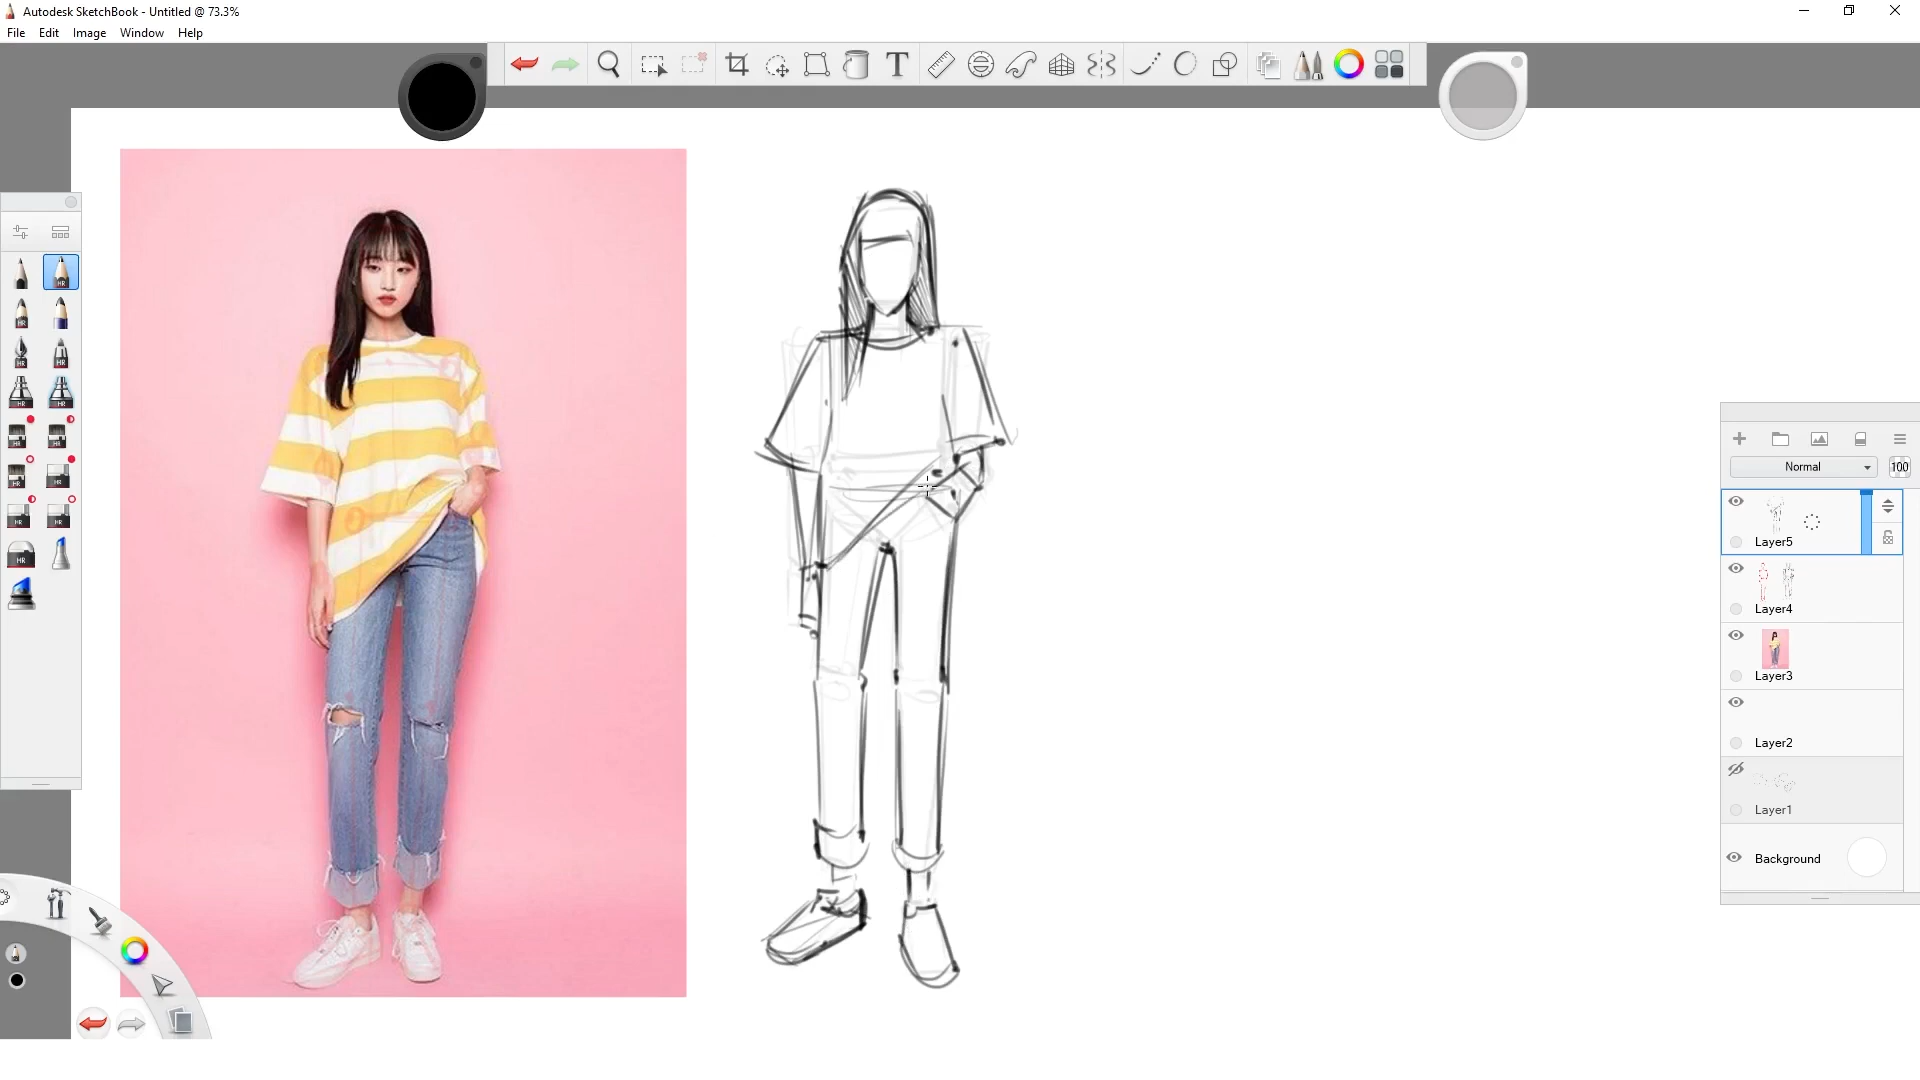 Autodesk SketchBook - Untitled @ 73.3%
File Edit Image Window Help
T
Normal 100
Layer5
Layer4
Layer3
Layer2
Layer1
Background